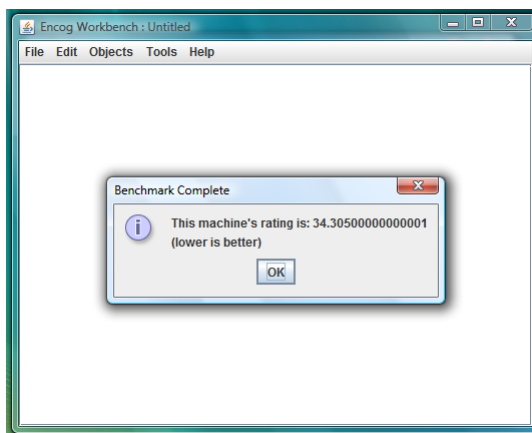 Encog Workbench : Untitled
File Edit Objects Tools Help
Benchmark Complete
This machine's rating is: 34.30500000000001
(lower is better)
OK